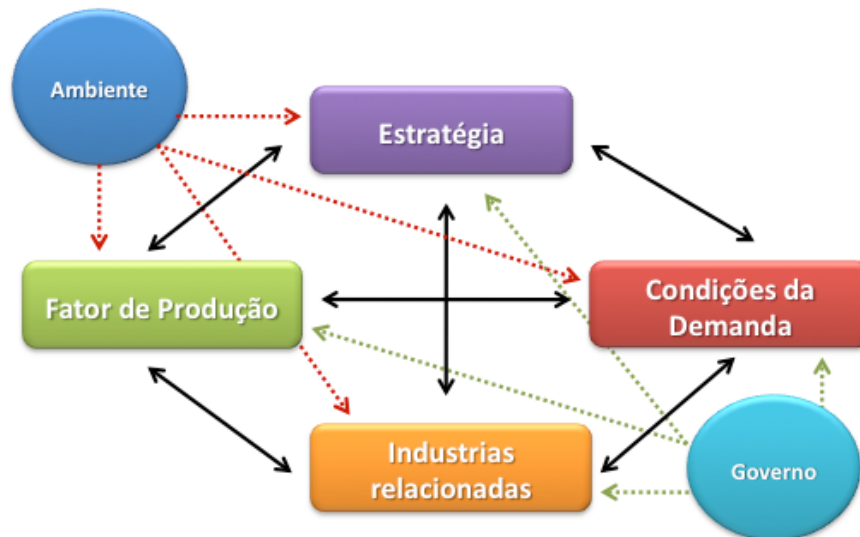 Ambiente
Estratégia
Fator de Produção
Condições da
Demanda
Industrias
relacionadas
Governo